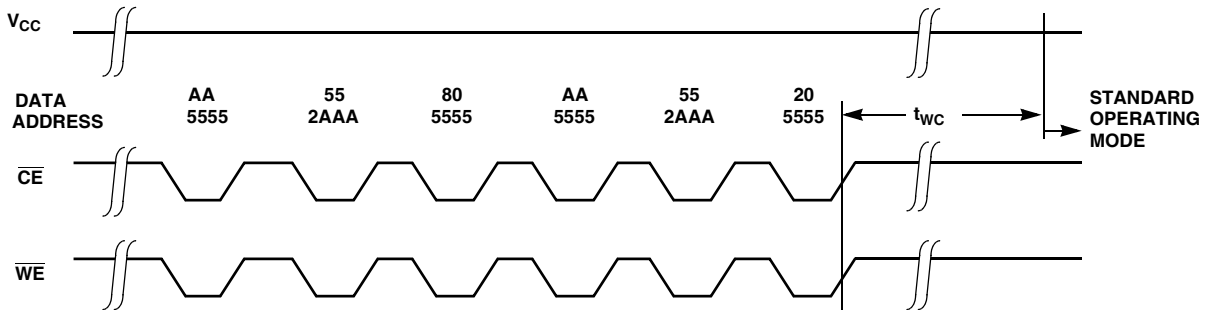 VCC
DATA AA 55 80 AA 55 20
ADDRESS 5555 2AAA 5555 5555 2AAA 5555
tWC
STANDARD
OPERATING
MODE
CE
WE